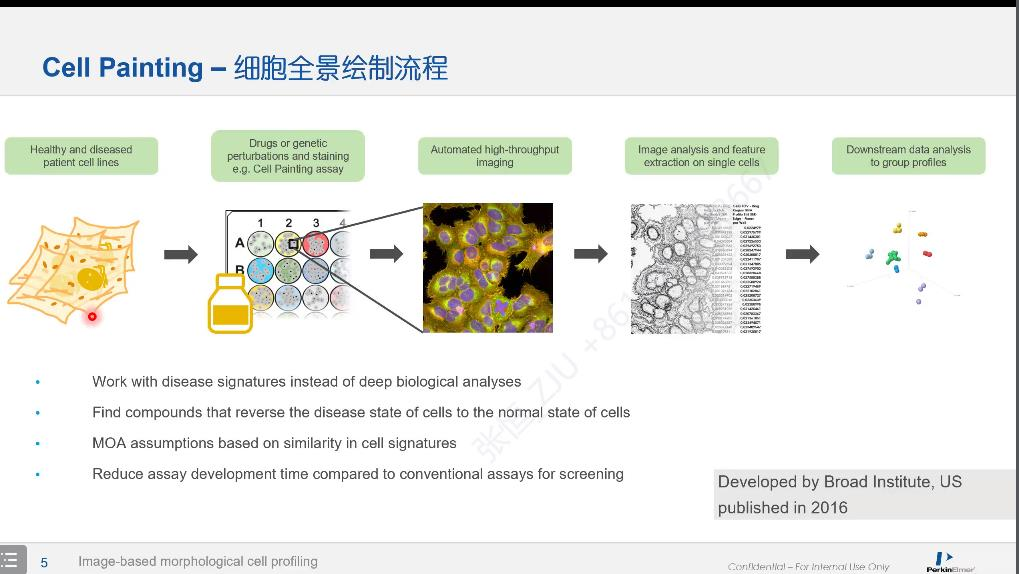 Cell Painting – 细胞全景绘制流程
Healthy and diseased
patient cell lines
Drugs or genetic
perturbations and staining
e.g. Cell Painting assay
Automated high-throughput
imaging
Image analysis and feature
extraction on single cells
Downstream data analysis
to group profiles
1 2 3 4
A
B
Work with disease signatures instead of deep biological analyses
Find compounds that reverse the disease state of cells to the normal state of cells
MOA assumptions based on similarity in cell signatures
Reduce assay development time compared to conventional assays for screening
Developed by Broad Institute, US
published in 2016
5
Image-based morphological cell profiling
Confidential – For Internal Use Only
PerkinElmer